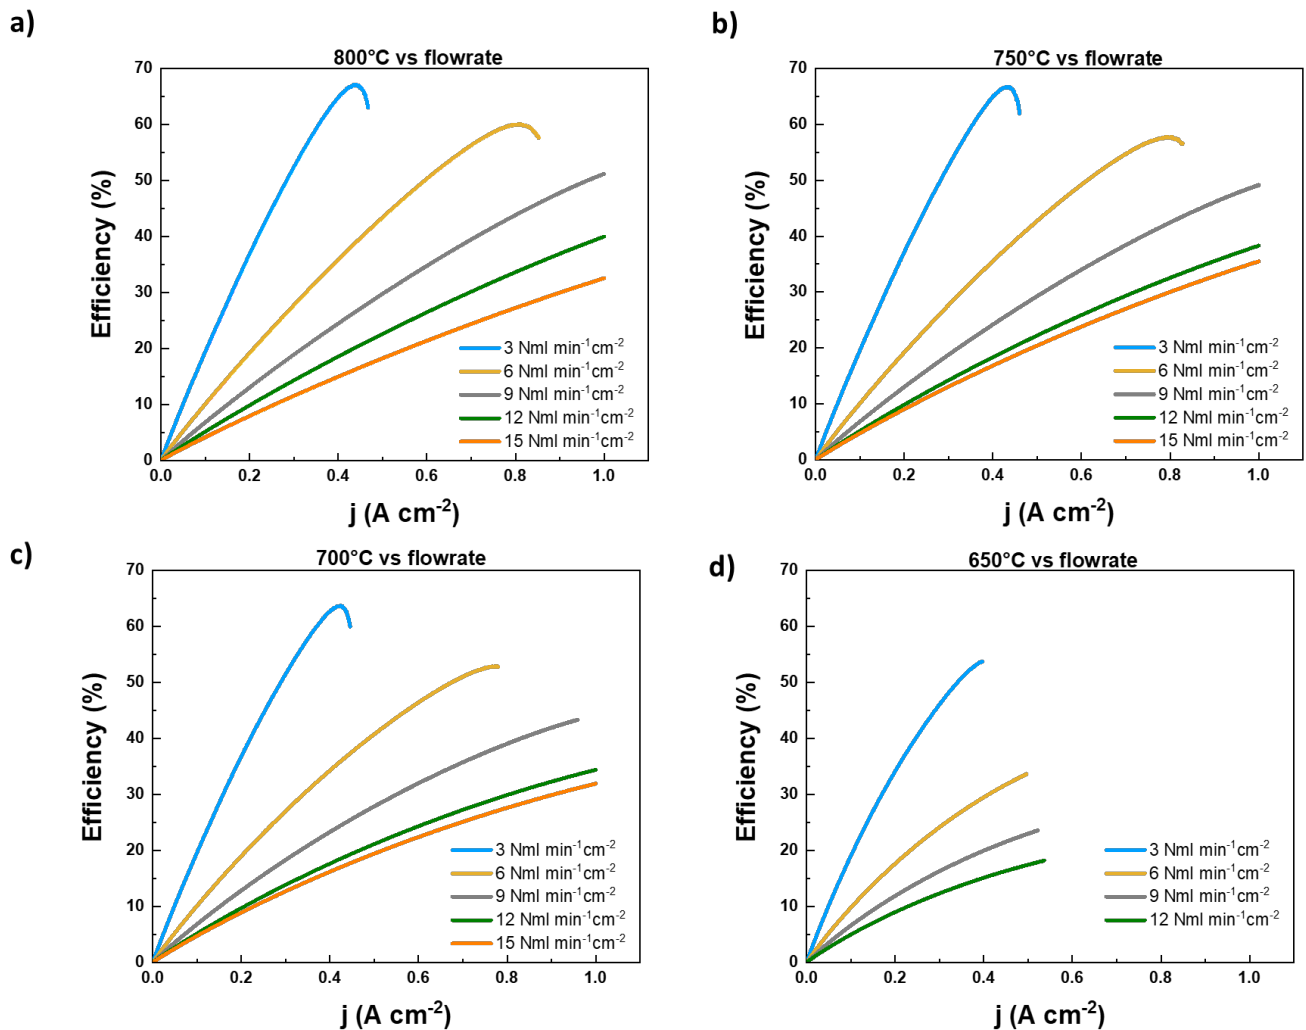 a)
800°C vs flowrate
70
60
50
40
30
20
10
0
Efficiency (%)
3 Nml min⁻¹cm⁻²
6 Nml min⁻¹cm⁻²
9 Nml min⁻¹cm⁻²
12 Nml min⁻¹cm⁻²
15 Nml min⁻¹cm⁻²
0.0 0.2 0.4 0.6 0.8 1.0
j (A cm⁻²)
b)
750°C vs flowrate
70
60
50
40
30
20
10
0
Efficiency (%)
3 Nml min⁻¹cm⁻²
6 Nml min⁻¹cm⁻²
9 Nml min⁻¹cm⁻²
12 Nml min⁻¹cm⁻²
15 Nml min⁻¹cm⁻²
0.0 0.2 0.4 0.6 0.8 1.0
j (A cm⁻²)
c)
700°C vs flowrate
70
60
50
40
30
20
10
0
Efficiency (%)
3 Nml min⁻¹cm⁻²
6 Nml min⁻¹cm⁻²
9 Nml min⁻¹cm⁻²
12 Nml min⁻¹cm⁻²
15 Nml min⁻¹cm⁻²
0.0 0.2 0.4 0.6 0.8 1.0
j (A cm⁻²)
d)
650°C vs flowrate
70
60
50
40
30
20
10
0
Efficiency (%)
3 Nml min⁻¹cm⁻²
6 Nml min⁻¹cm⁻²
9 Nml min⁻¹cm⁻²
12 Nml min⁻¹cm⁻²
0.0 0.2 0.4 0.6 0.8 1.0
j (A cm⁻²)